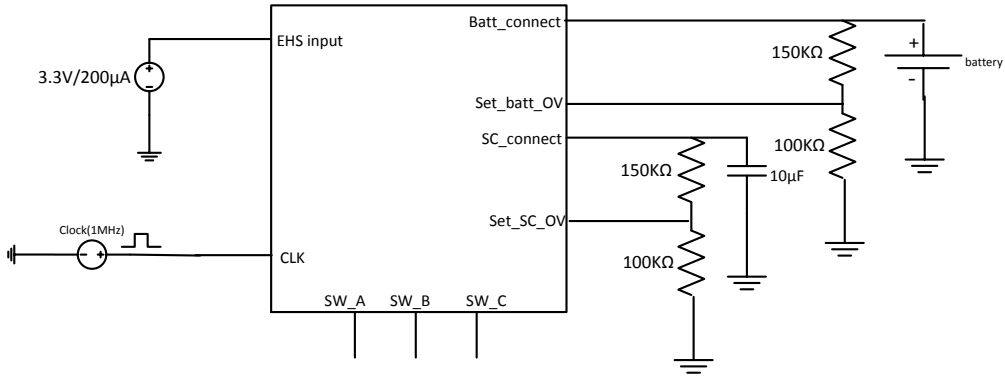 Batt_connect
EHS input
150KΩ
+
battery
-
3.3V/200µA
+
-
Set_batt_OV
SC_connect
100KΩ
150KΩ
10µF
Set_SC_OV
Clock(1MHz)
- +
CLK
100KΩ
SW_A SW_B SW_C